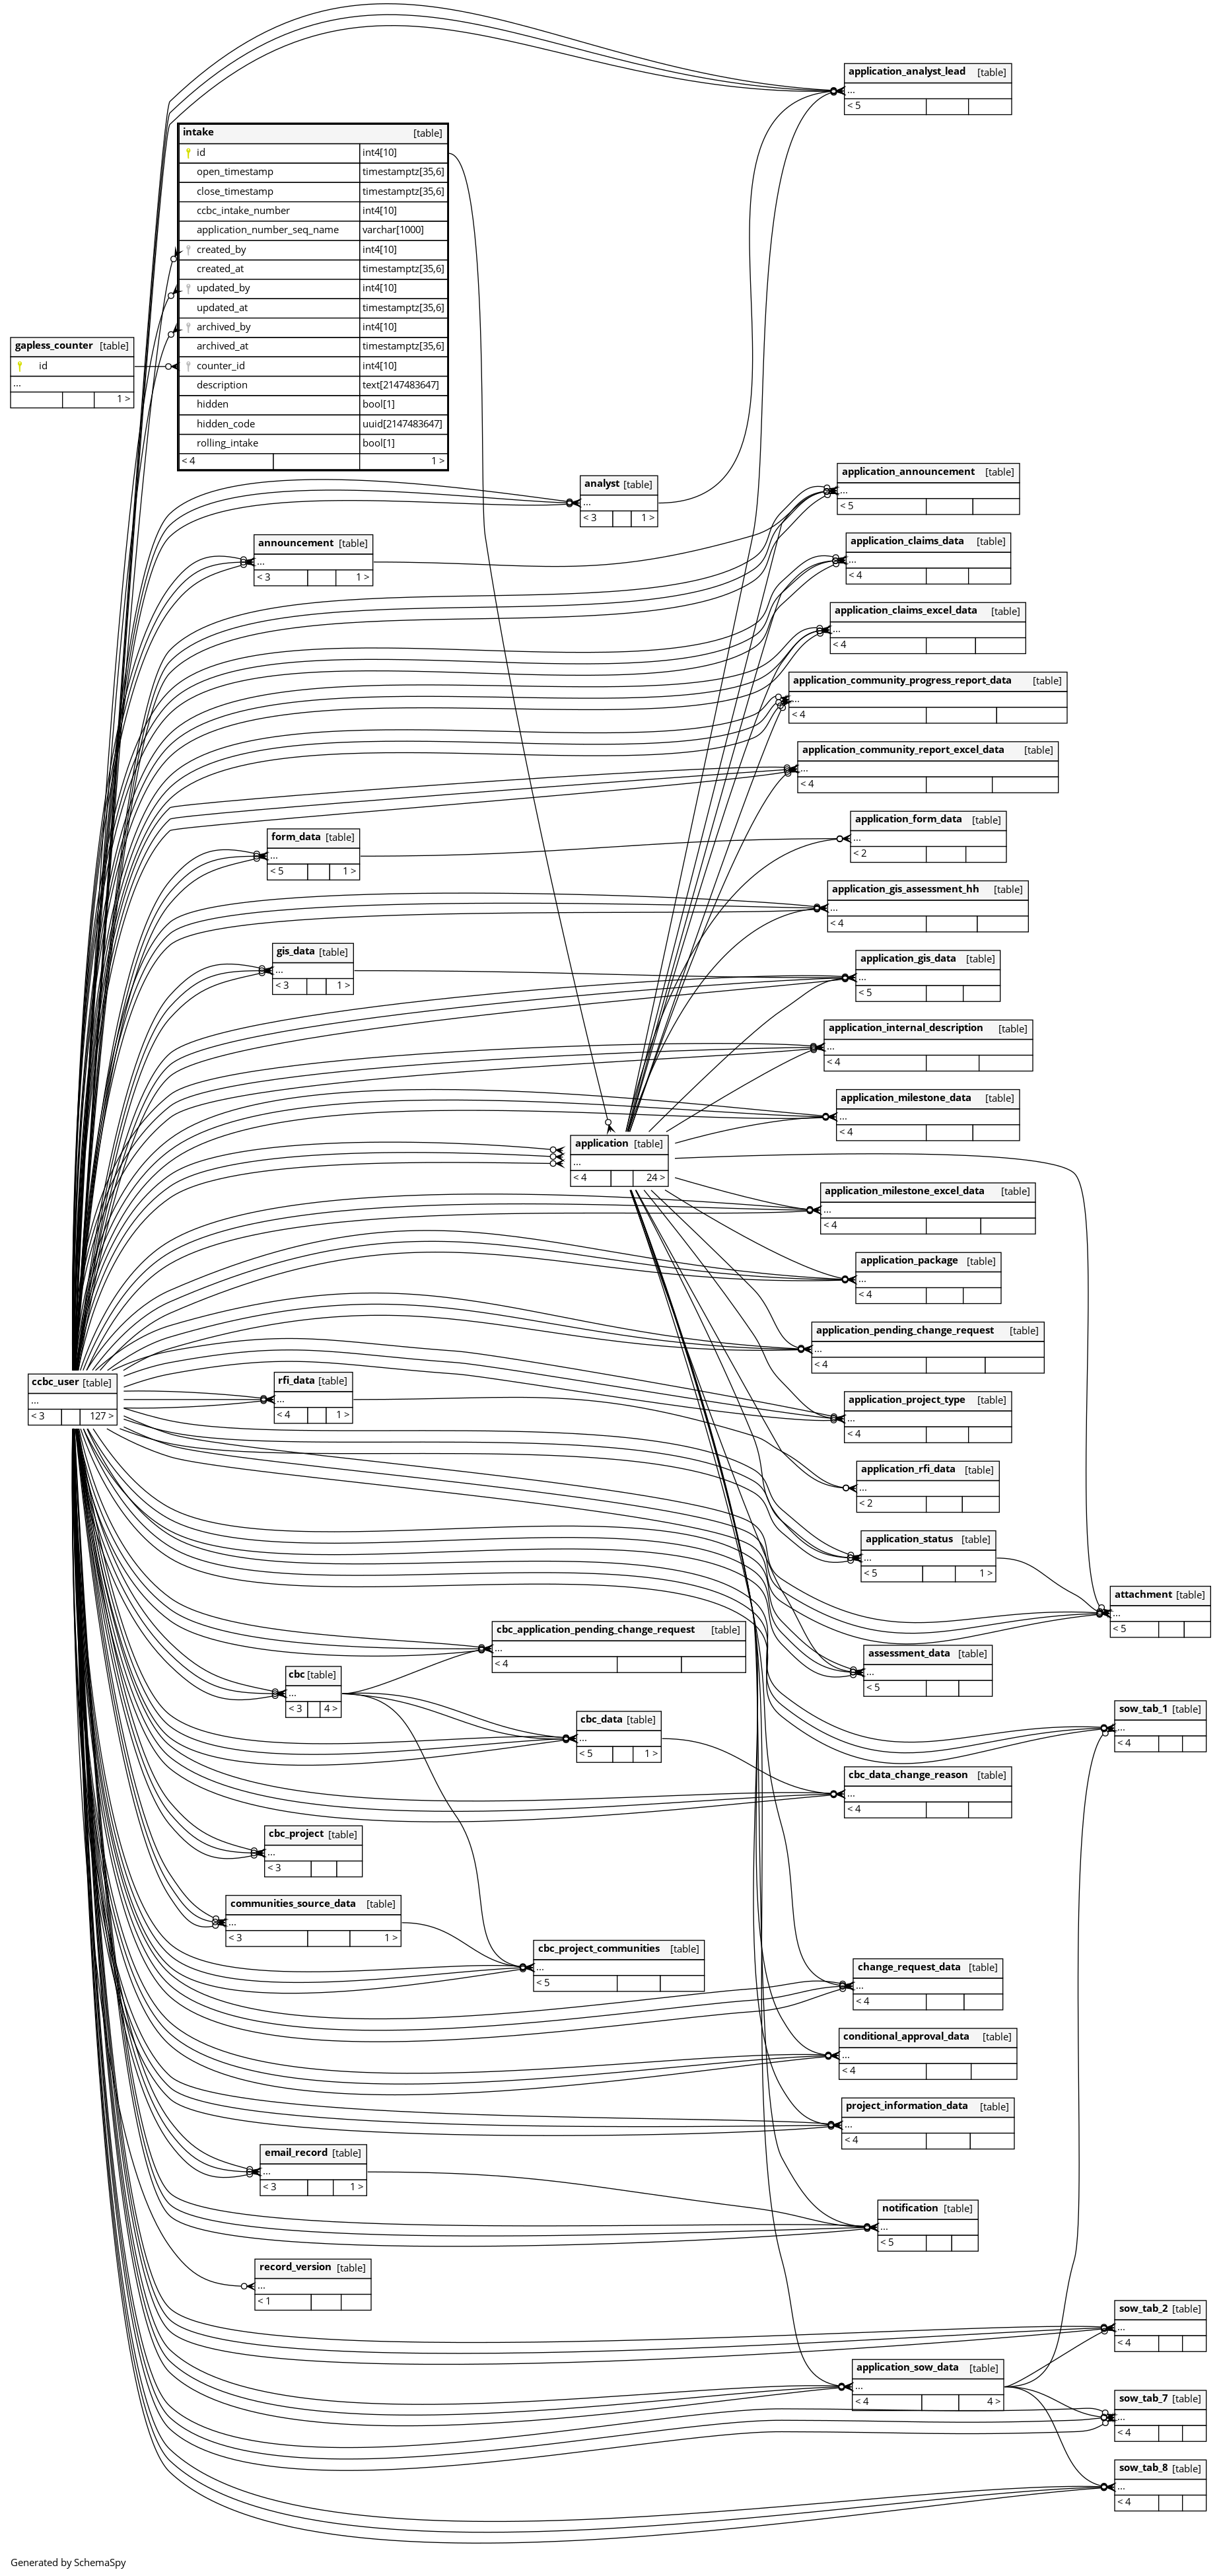 application_analyst_lead [table]
...
< 5
intake [table]
id int4[10]
open_timestamp timestamptz[35,6]
close_timestamp timestamptz[35,6]
ccbc_intake_number int4[10]
application_number_seq_name varchar[1000]
created_by int4[10]
created_at timestamptz[35,6]
updated_by int4[10]
updated_at timestamptz[35,6]
archived_by int4[10]
archived_at timestamptz[35,6]
counter_id int4[10]
description text[2147483647]
hidden bool[1]
hidden_code uuid[2147483647]
rolling_intake bool[1]
< 4 1 >
gapless_counter [table]
id
...
1 >
analyst [table]
...
< 3 1 >
application_announcement [table]
...
< 5
announcement [table]
...
< 3 1 >
application_claims_data [table]
...
< 4
application_claims_excel_data [table]
...
< 4
application_community_progress_report_data [table]
...
< 4
application_community_report_excel_data [table]
...
< 4
form_data [table]
...
< 5 1 >
application_form_data [table]
...
< 2
application_gis_assessment_hh [table]
...
< 4
gis_data [table]
...
< 3 1 >
application_gis_data [table]
...
< 5
application_internal_description [table]
...
< 4
application_milestone_data [table]
...
< 4
application [table]
...
< 4 24 >
application_milestone_excel_data [table]
...
< 4
application_package [table]
...
< 4
application_pending_change_request [table]
...
< 4
ccbc_user [table]
...
< 3 127 >
rfi_data [table]
...
< 4 1 >
application_project_type [table]
...
< 4
application_rfi_data [table]
...
< 2
application_status [table]
...
< 5 1 >
attachment [table]
...
< 5
cbc_application_pending_change_request [table]
...
< 4
assessment_data [table]
...
< 5
cbc [table]
...
< 3 4 >
sow_tab_1 [table]
...
< 4
cbc_data [table]
...
< 5 1 >
cbc_data_change_reason [table]
...
< 4
cbc_project [table]
...
< 3
communities_source_data [table]
...
< 3 1 >
cbc_project_communities [table]
...
< 5
change_request_data [table]
...
< 4
conditional_approval_data [table]
...
< 4
project_information_data [table]
...
< 4
email_record [table]
...
< 3 1 >
notification [table]
...
< 5
record_version [table]
...
< 1
sow_tab_2 [table]
...
< 4
application_sow_data [table]
...
< 4 4 >
sow_tab_7 [table]
...
< 4
sow_tab_8 [table]
...
< 4
Generated by SchemaSpy